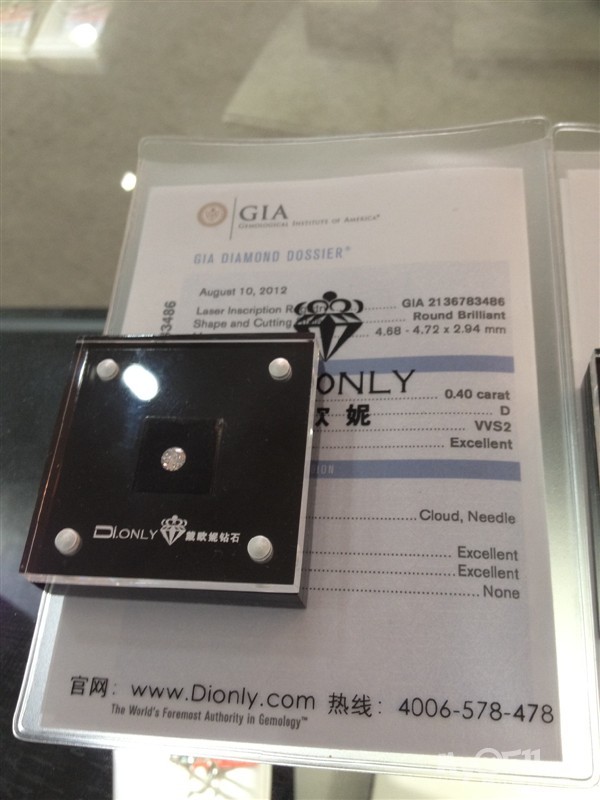 GIA
GEMOLOGICAL INSTITUTE OF AMERICA®
GIA DIAMOND DOSSIER®
August 10, 2012
Laser Inscription GIA 2136783486
Shape and Cutting Round Brilliant
4.68 - 4.72 x 2.94 mm
ONLY
0.40 carat
欧 妮
D
VVS2
Excellent
Cloud, Needle
Excellent
Excellent
None
DI.ONLY 戴欧妮钻石
官网: www.Dionly.com 热线: 4006-578-478
The World's Foremost Authority in Gemology™